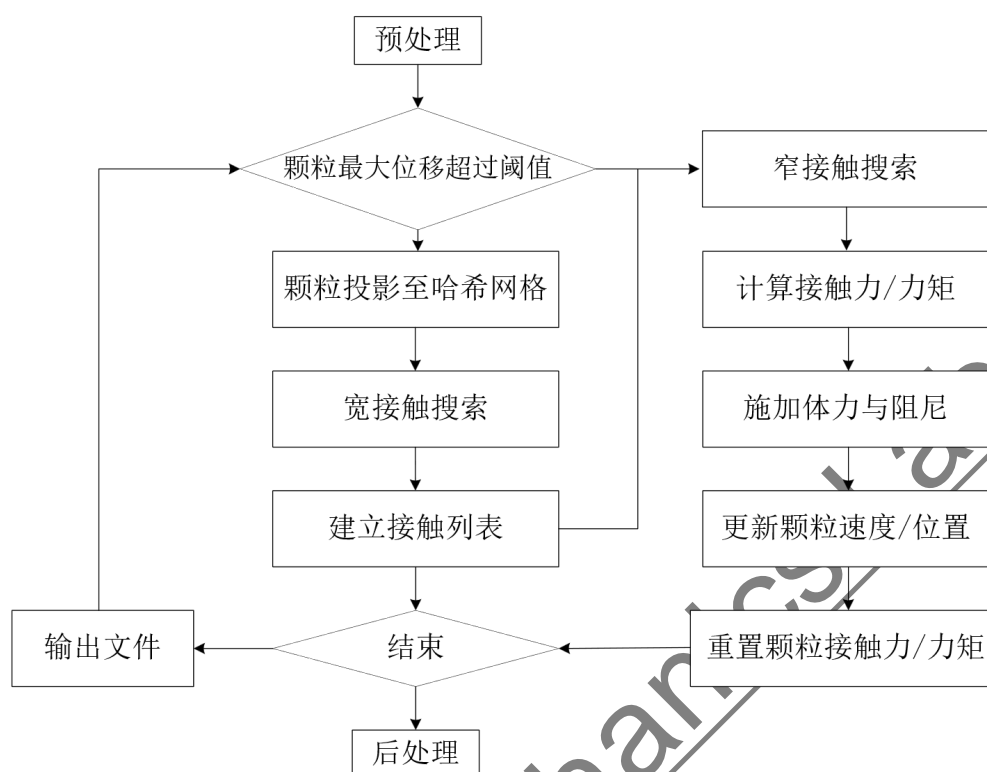 预处理
颗粒最大位移超过阈值
颗粒投影至哈希网格
宽接触搜索
建立接触列表
窄接触搜索
计算接触力/力矩
施加体力与阻尼
更新颗粒速度/位置
重置颗粒接触力/力矩
结束
输出文件
后处理